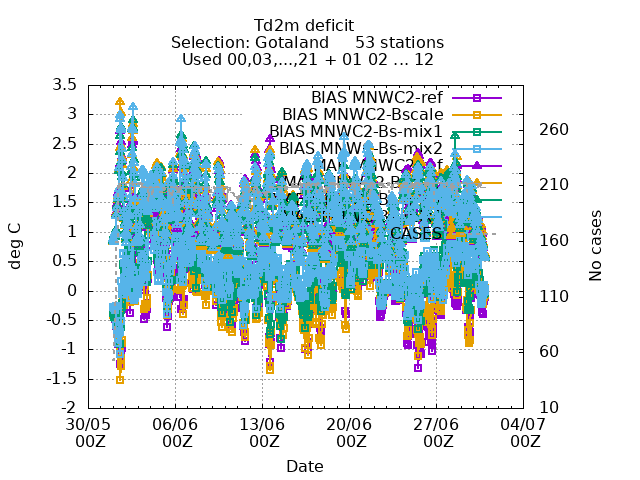 Td2m deficit
Selection: Gotaland 53 stations
Used 00,03,...,21 + 01 02 ... 12
3.5
3
2.5
2
1.5
1
0.5
0
-0.5
-1
-1.5
-2
deg C
BIAS MNWC2-ref
BIAS MNWC2-Bscale
BIAS MNWC2-Bs-mix1
BIAS MNWC2-Bs-mix2
CASES
260
210
160
110
60
10
No cases
30/05 06/06 13/06 20/06 27/06 04/07
00Z 00Z 00Z 00Z 00Z 00Z
Date